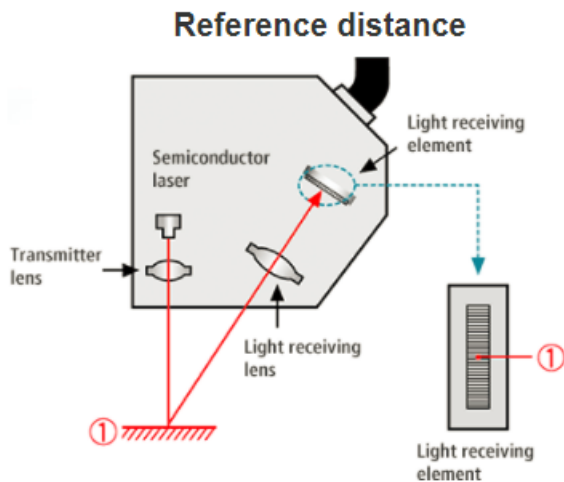 Reference distance
Light receiving
element
Semiconductor
laser
Transmitter
lens
Light receiving
lens
①
①
Light receiving
element